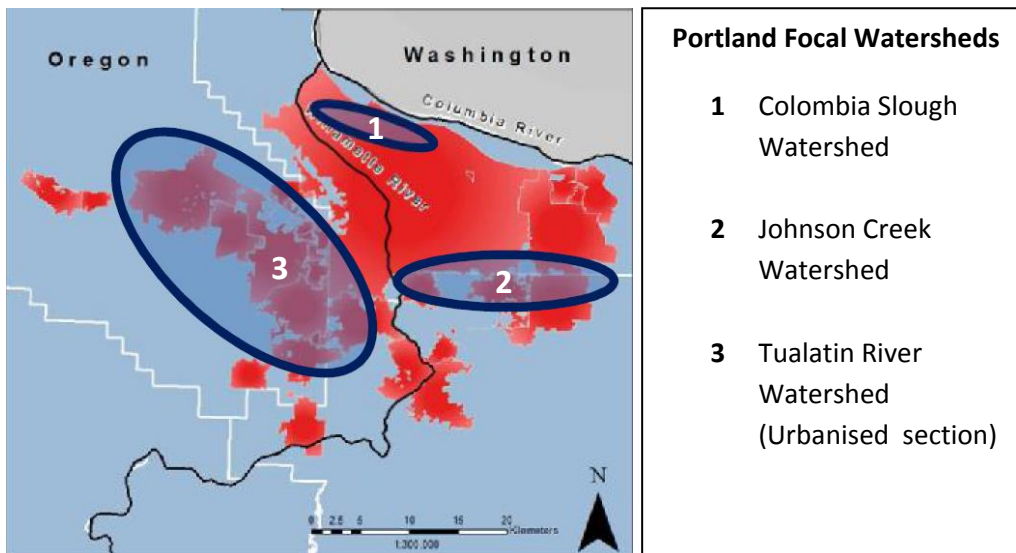 Oregon
Washington
Columbia River
1
Willamette River
3
2
N
0 2.5 5 10 15 20
Kilometers
1:300,000
Portland Focal Watersheds
1 Colombia Slough
Watershed
2 Johnson Creek
Watershed
3 Tualatin River
Watershed
(Urbanised section)